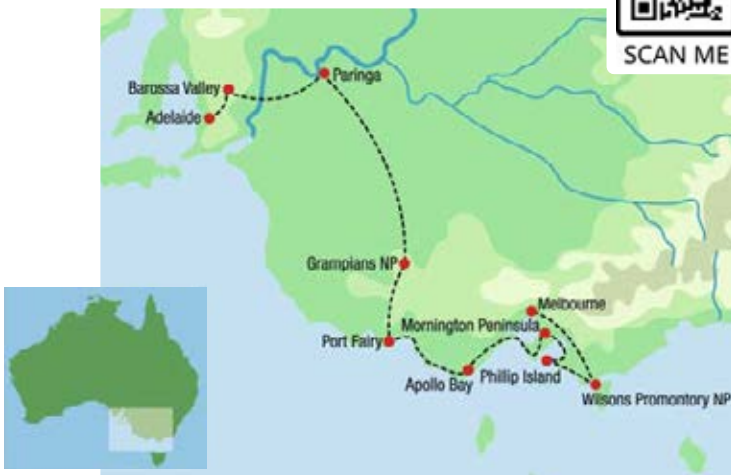 SCAN ME
Paringa
Barossa Valley
Adelaide
Grampians NP
Melbourne
Mornington Peninsula
Port Fairy
Apollo Bay
Phillip Island
Wilsons Promontory NP